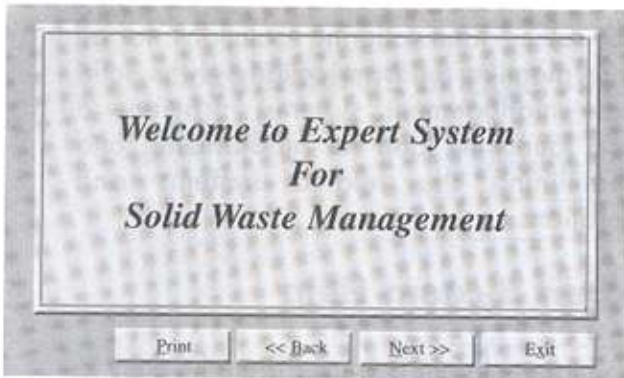 Welcome to Expert System
For
Solid Waste Management
Print
<< Back
Next >>
Exit